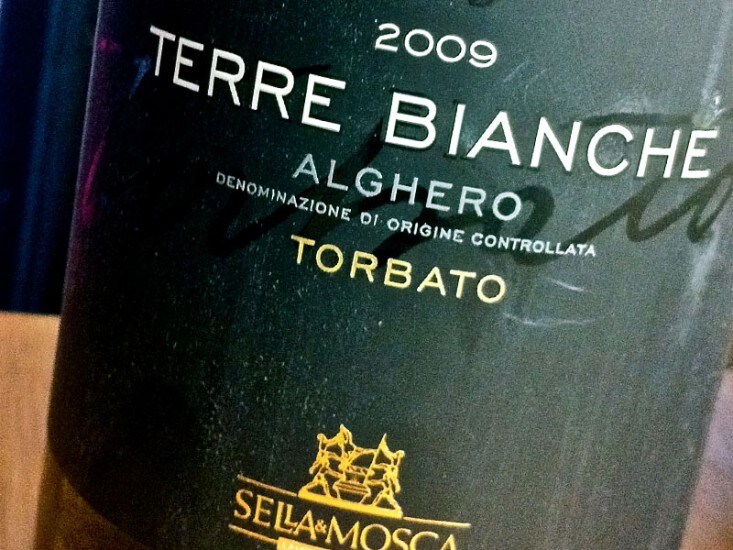 2009
TERRE BIANCHE
ALGHERO
DENOMINAZIONE DI ORIGINE CONTROLLATA
TORBATO
SELLA&MOSCA